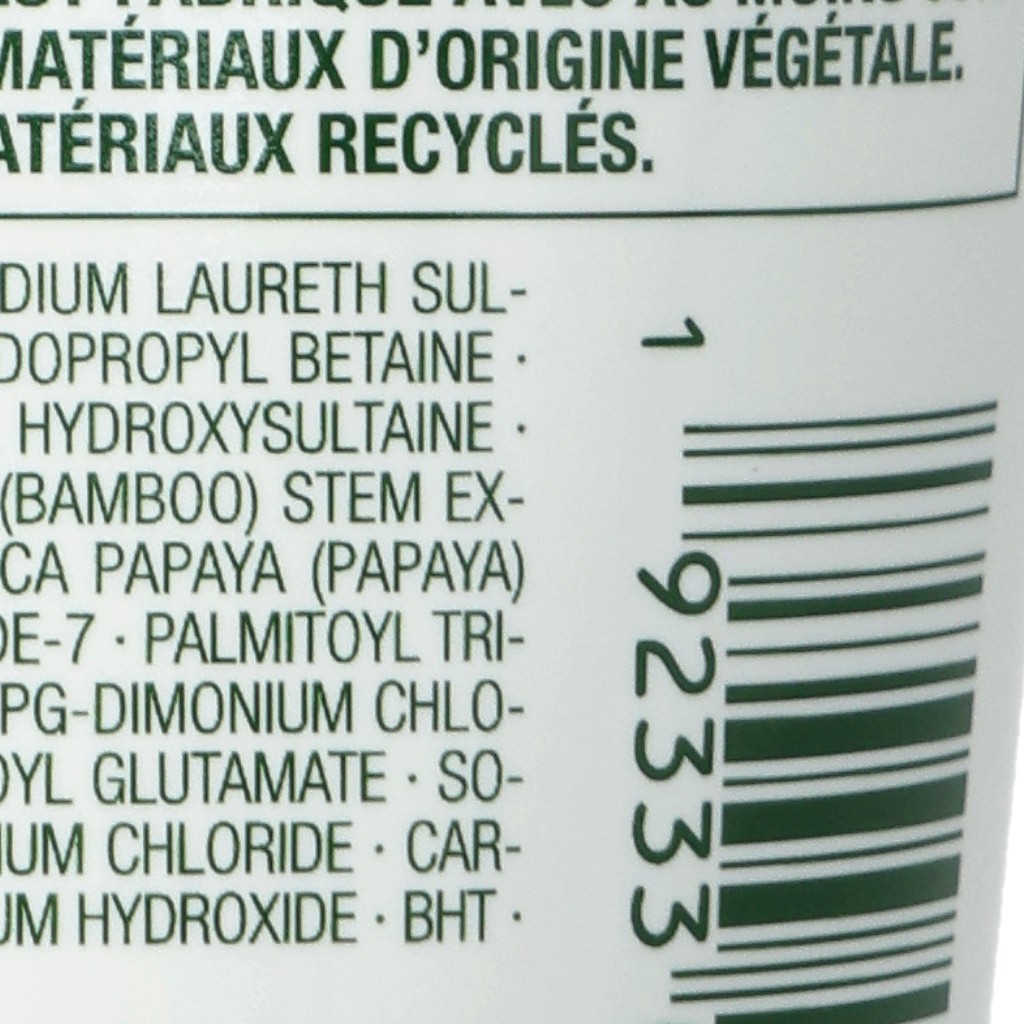 MATÉRIAUX D'ORIGINE VÉGÉTALE.
MATÉRIAUX RECYCLÉS.
DIUM LAURETH SUL-
DOPROPYL BETAINE ·
HYDROXYSULTAINE ·
(BAMBOO) STEM EX-
CA PAPAYA (PAPAYA)
DE-7 · PALMITOYL TRI-
PG-DIMONIUM CHLO-
OYL GLUTAMATE · SO-
IUM CHLORIDE · CAR-
UM HYDROXIDE · BHT ·
1 92333